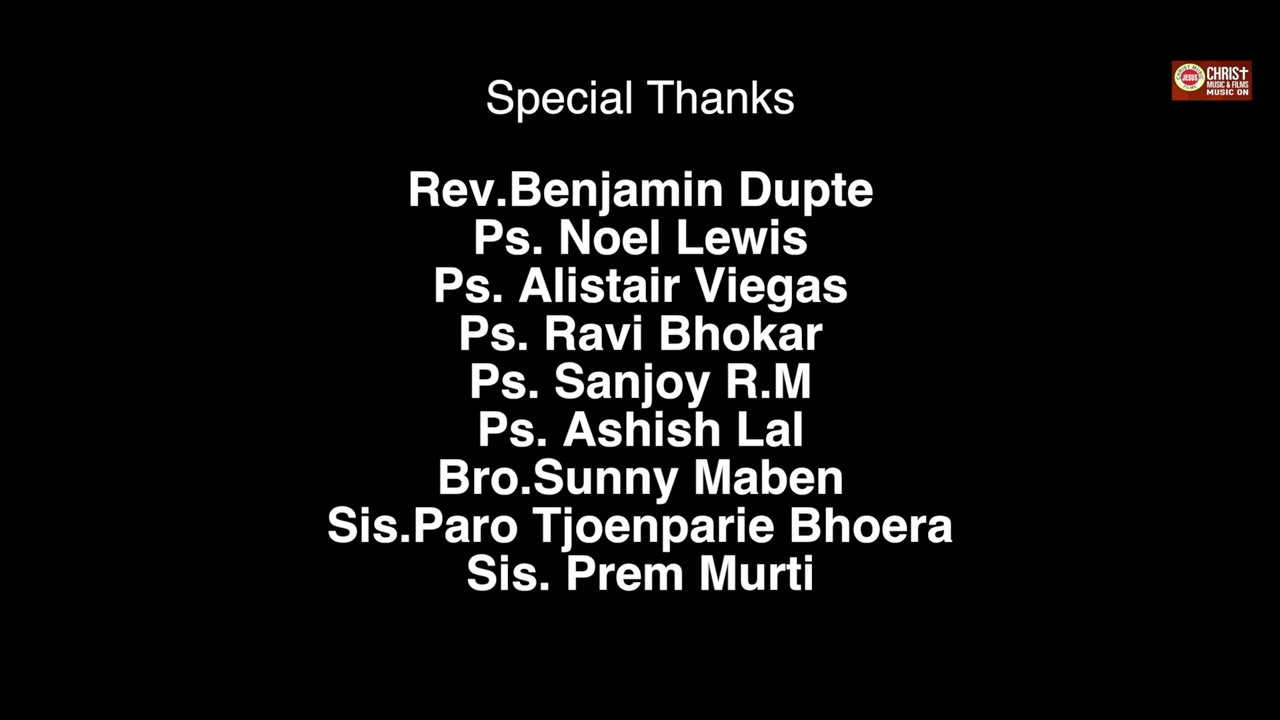 Special Thanks
Rev.Benjamin Dupte
Ps. Noel Lewis
Ps. Alistair Viegas
Ps. Ravi Bhokar
Ps. Sanjoy R.M
Ps. Ashish Lal
Bro.Sunny Maben
Sis.Paro Tjoenparie Bhoera
Sis. Prem Murti
JESUS
CHRIST
MUSIC & FILMS
MUSIC ON